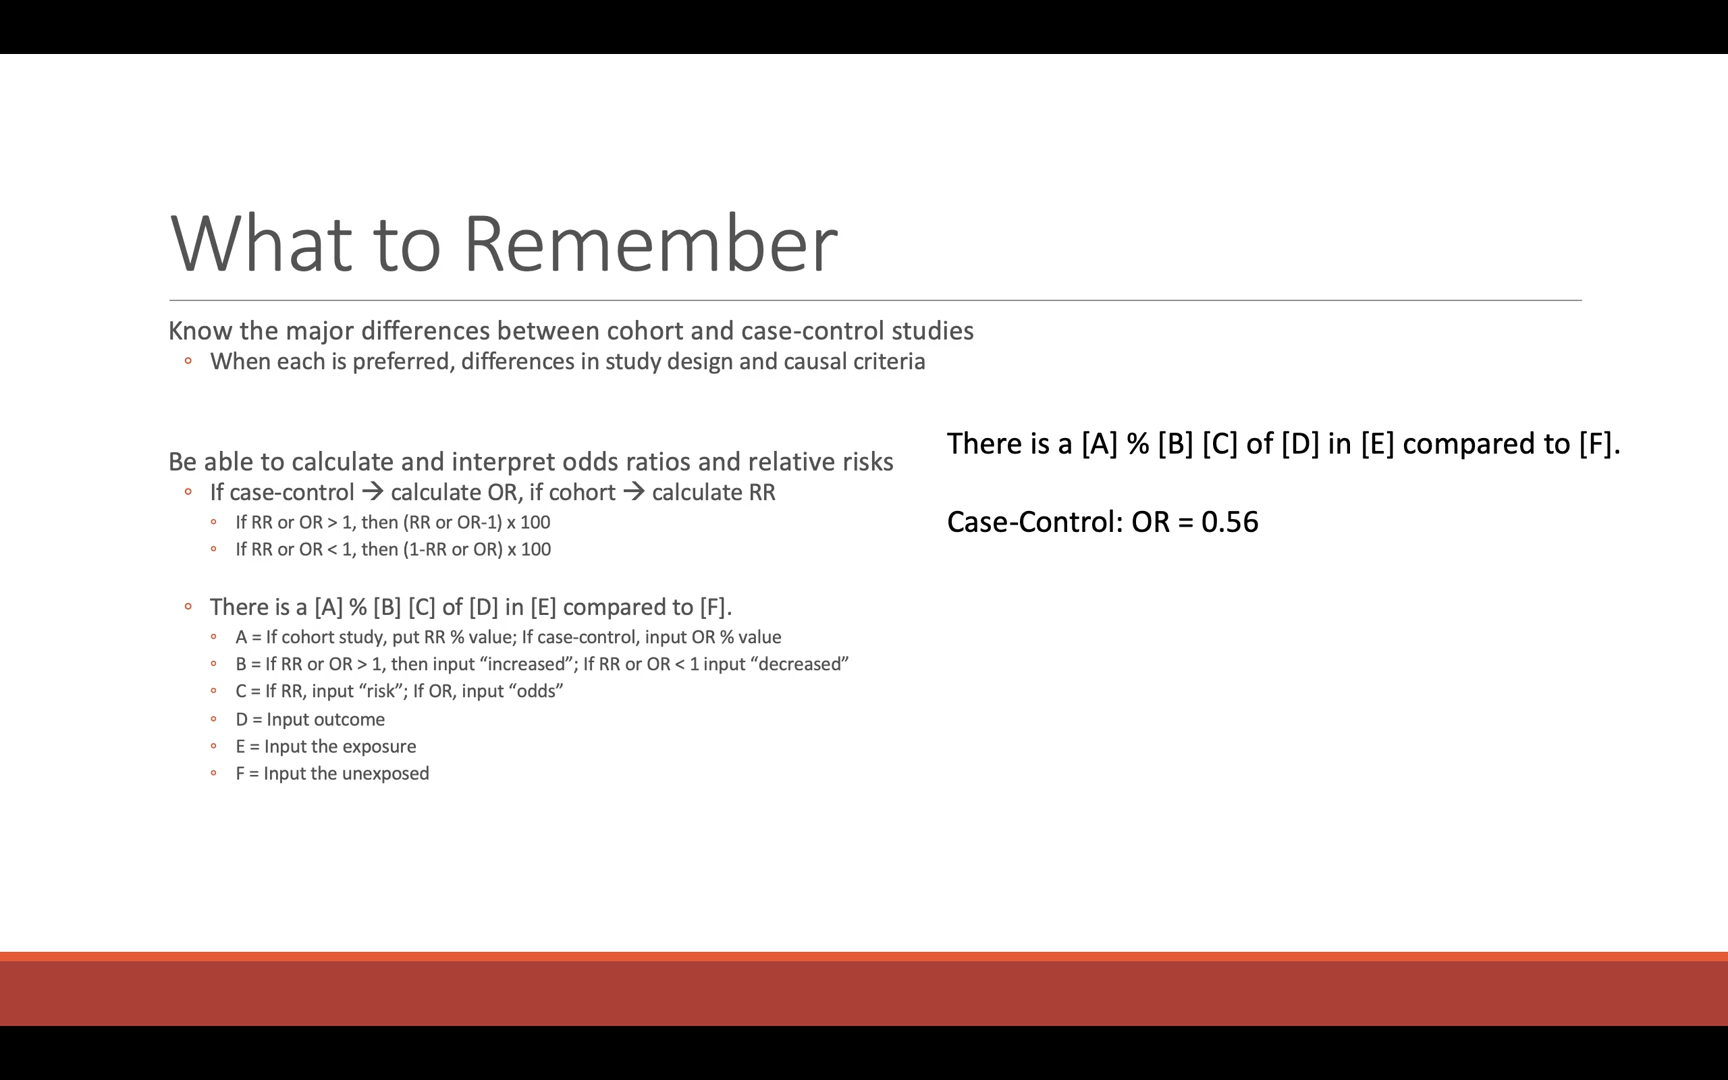 What to Remember
Know the major differences between cohort and case-control studies
◦ When each is preferred, differences in study design and causal criteria
Be able to calculate and interpret odds ratios and relative risks
◦ If case-control → calculate OR, if cohort → calculate RR
◦ If RR or OR > 1, then (RR or OR-1) x 100
◦ If RR or OR < 1, then (1-RR or OR) x 100
◦ There is a [A] % [B] [C] of [D] in [E] compared to [F].
◦ A = If cohort study, put RR % value; If case-control, input OR % value
◦ B = If RR or OR > 1, then input “increased”; If RR or OR < 1 input “decreased”
◦ C = If RR, input “risk”; If OR, input “odds”
◦ D = Input outcome
◦ E = Input the exposure
◦ F = Input the unexposed
There is a [A] % [B] [C] of [D] in [E] compared to [F].
Case-Control: OR = 0.56